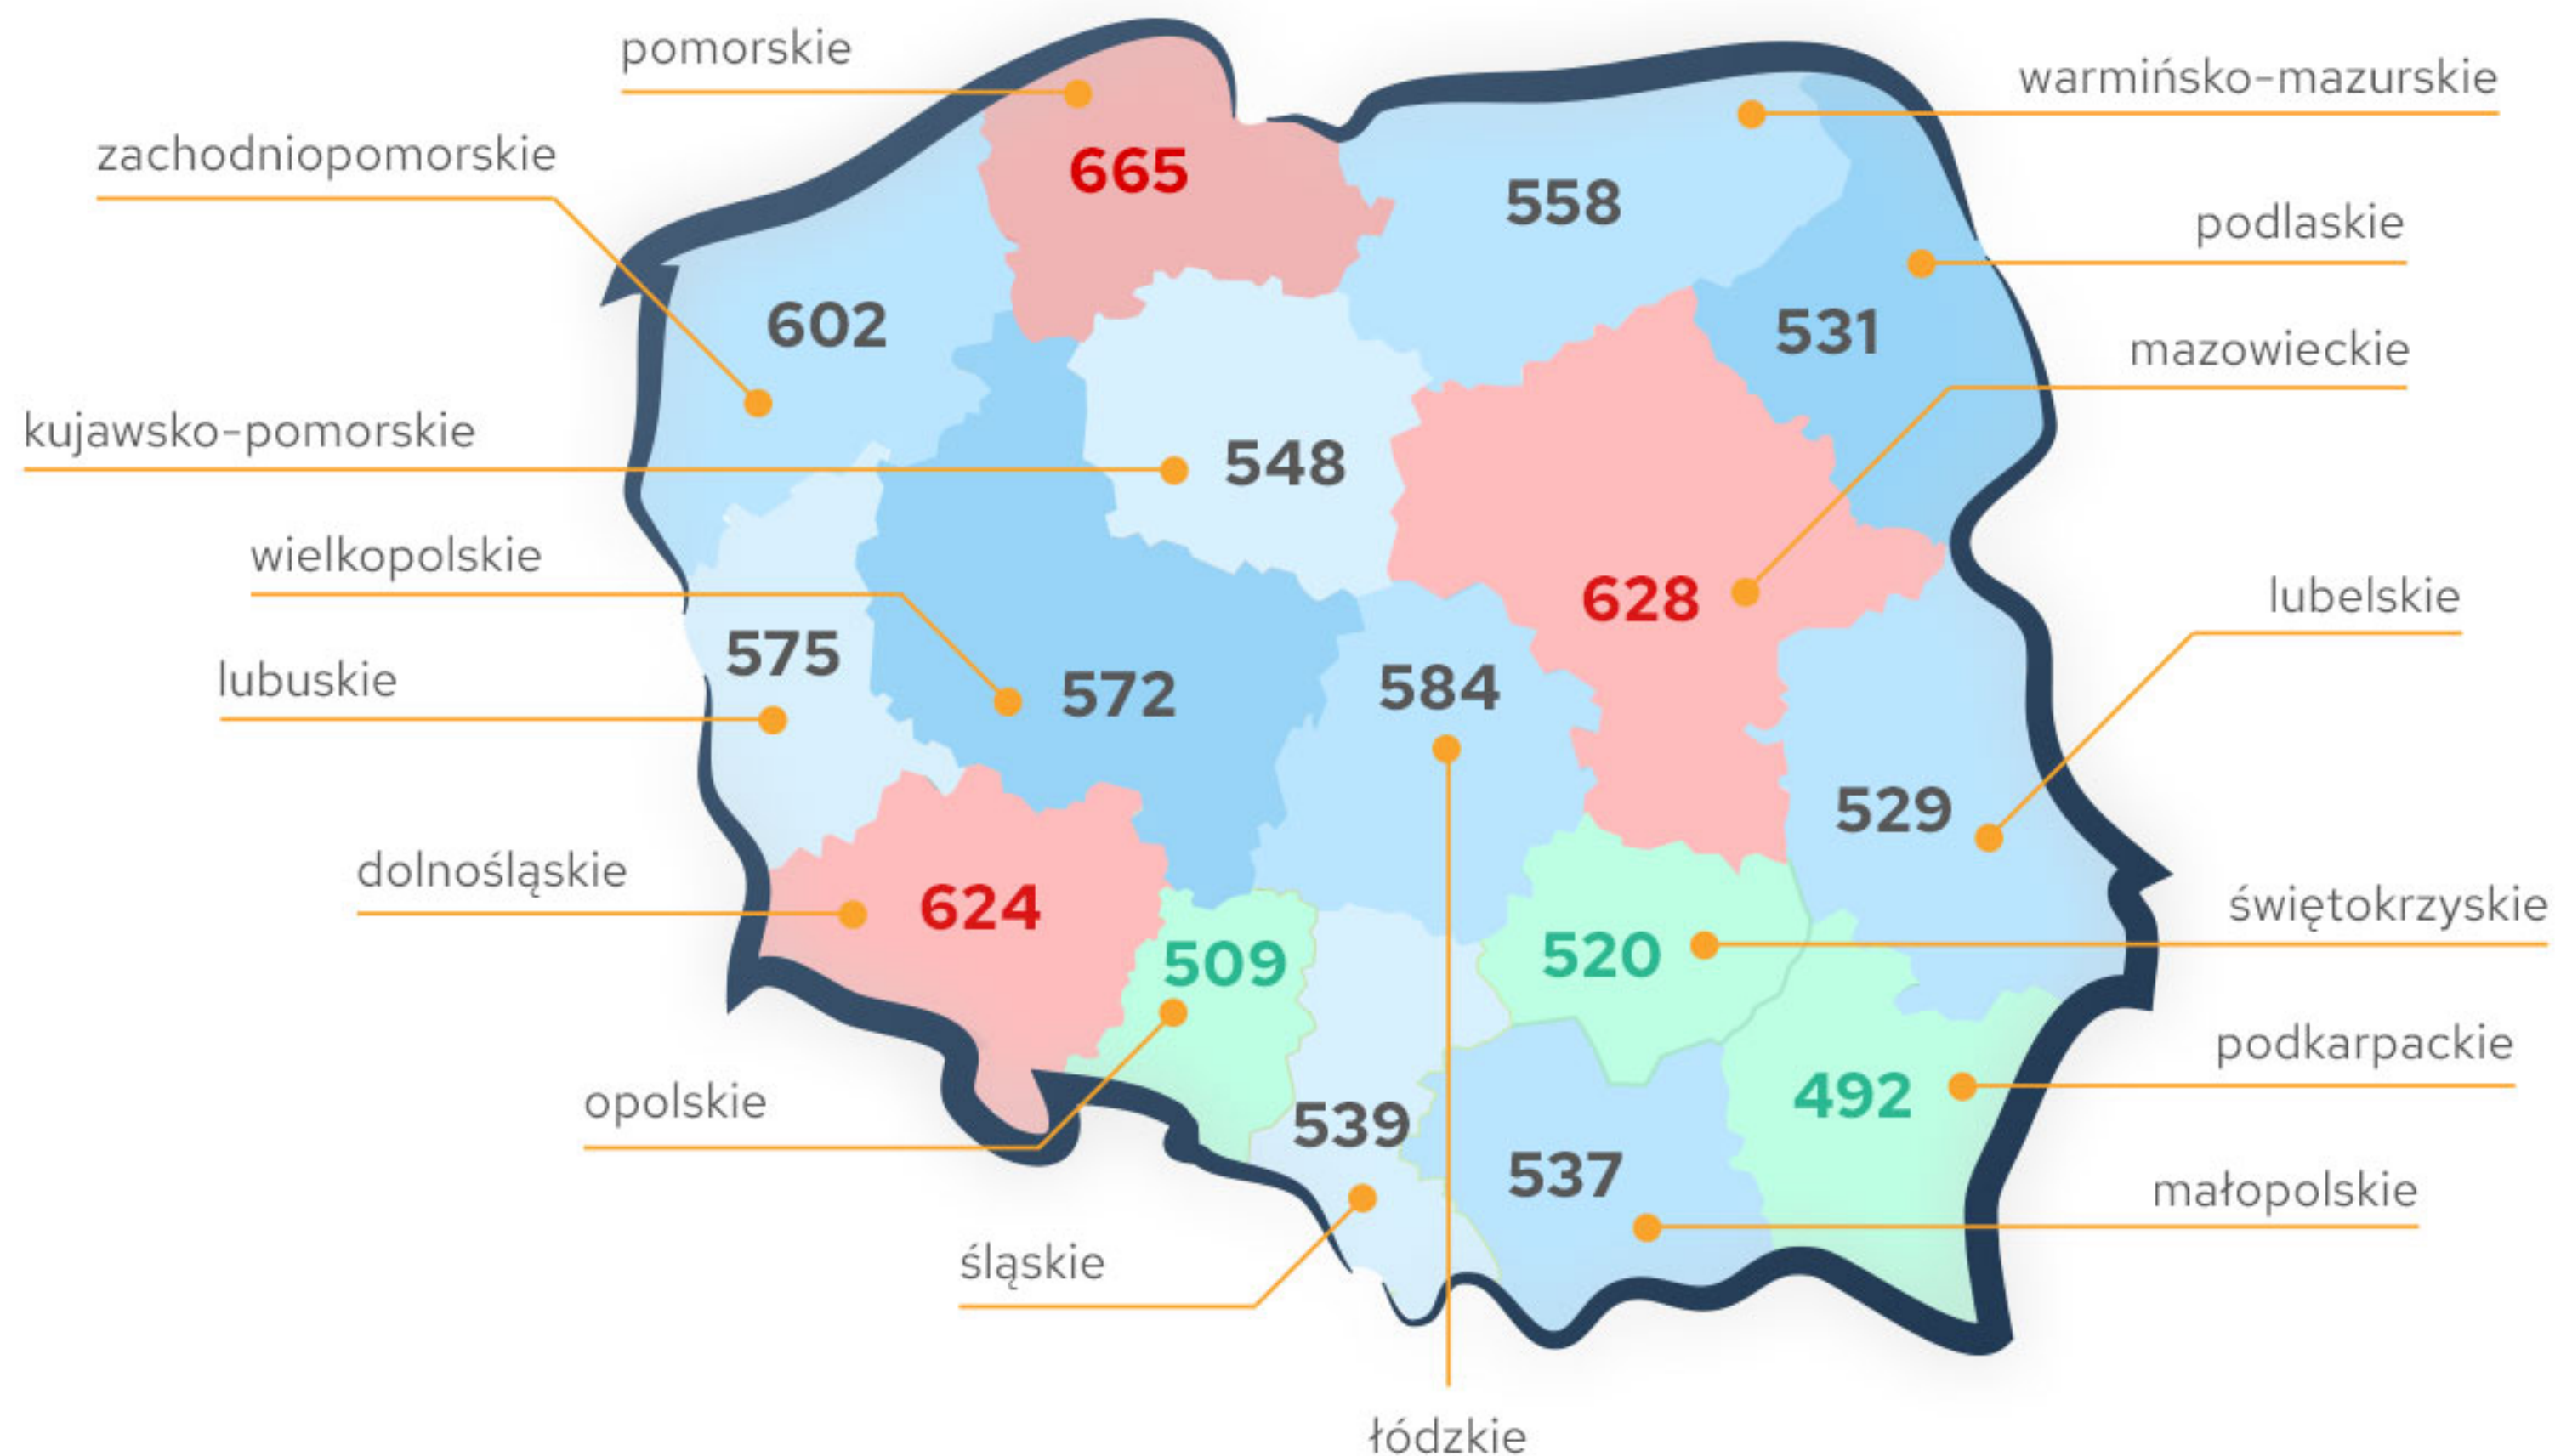 pomorskie
warmińsko-mazurskie
zachodniopomorskie
665
558
podlaskie
602
531
mazowieckie
kujawsko-pomorskie
548
wielkopolskie
628
lubelskie
575
lubuskie
572
584
529
dolnośląskie
624
świętokrzyskie
509
520
podkarpackie
492
opolskie
539
537
małopolskie
śląskie
łódzkie